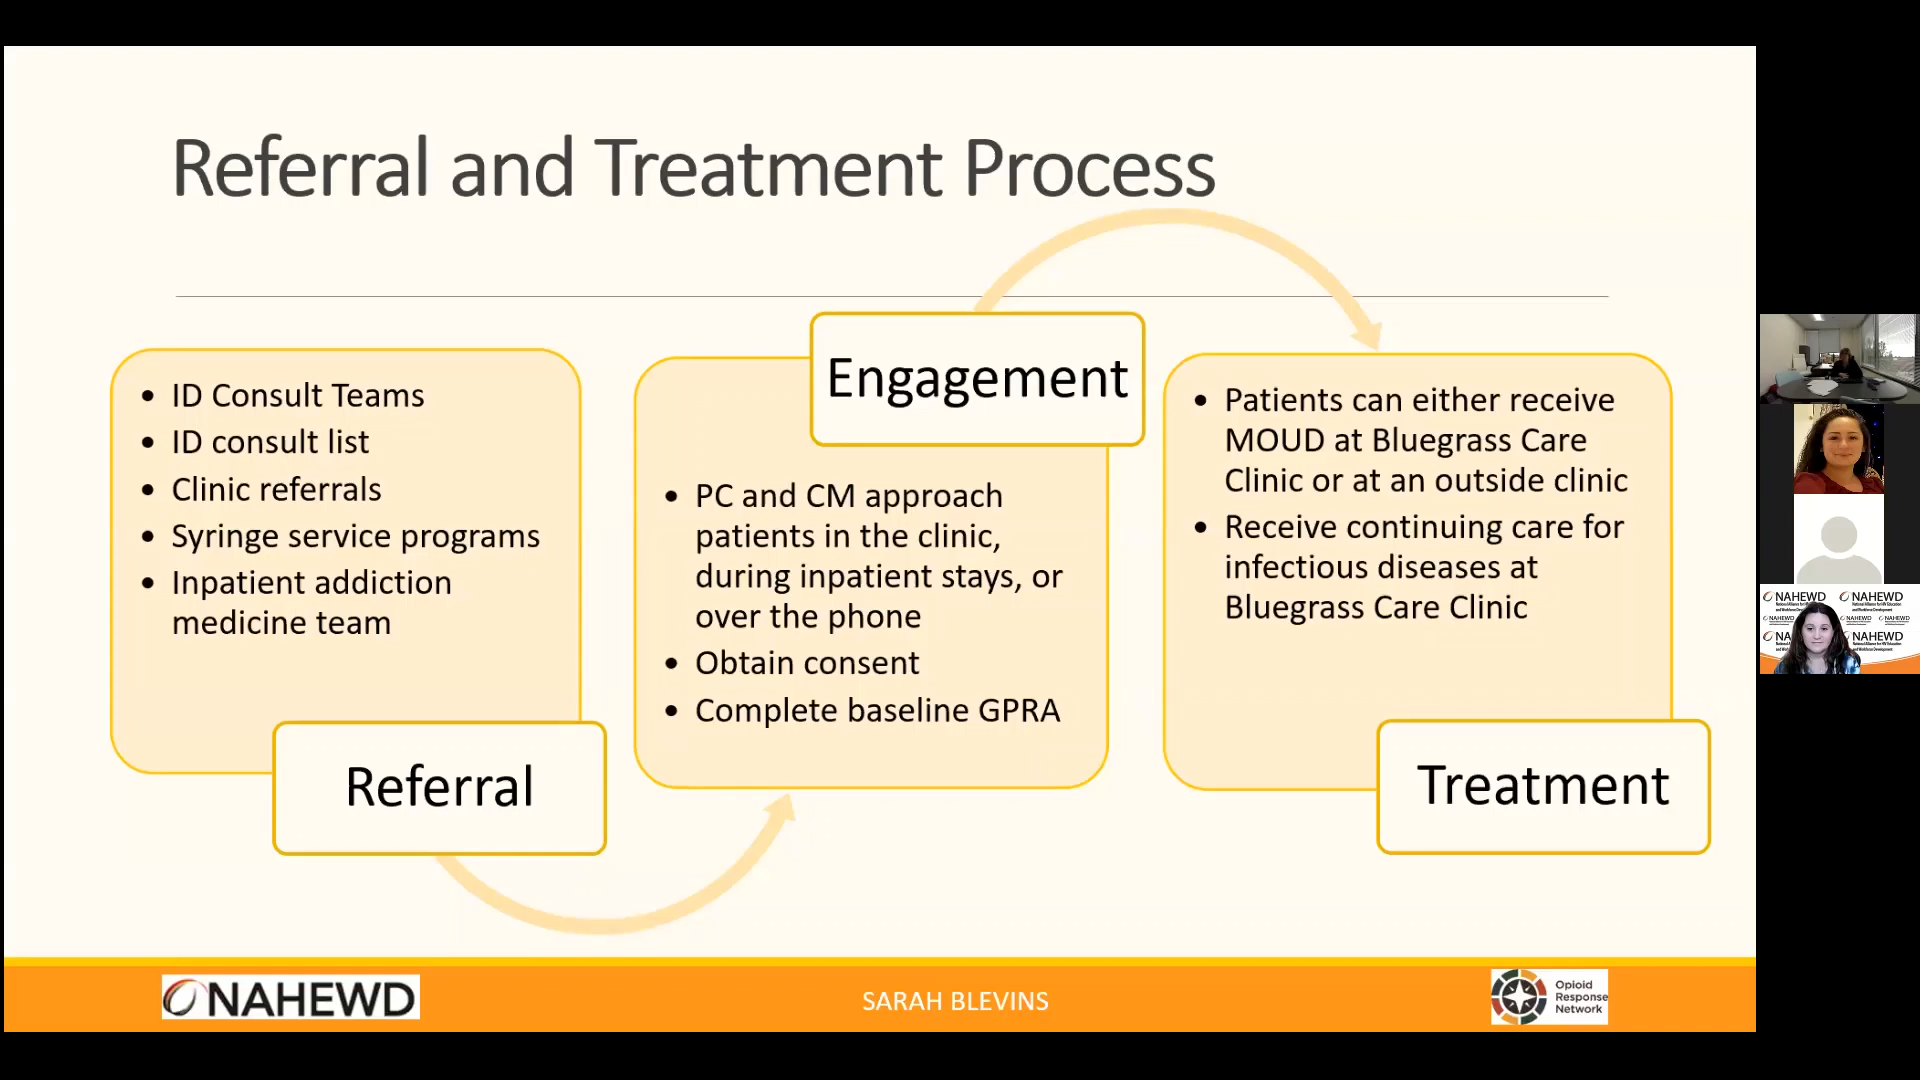 Referral and Treatment Process
• ID Consult Teams
• ID consult list
• Clinic referrals
• Syringe service programs
• Inpatient addiction
medicine team
Referral
Engagement
• PC and CM approach
patients in the clinic,
during inpatient stays, or
over the phone
• Obtain consent
• Complete baseline GPRA
• Patients can either receive
MOUD at Bluegrass Care
Clinic or at an outside clinic
• Receive continuing care for
infectious diseases at
Bluegrass Care Clinic
Treatment
NAHEWD
SARAH BLEVINS
Opioid
Response
Network
NAHEWD
NAHEWD
NAHEWD